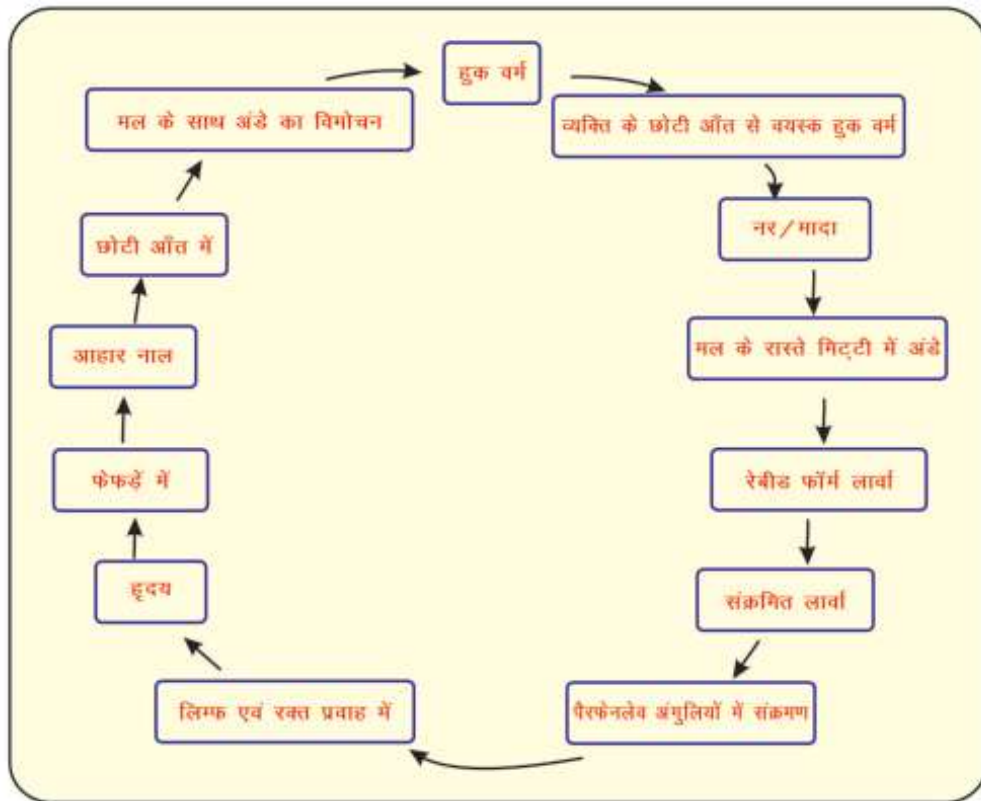 हुक वर्म
व्यक्ति के छोटी आँत से वयस्क हुक वर्म
नर/मादा
मल के रास्ते मिट्टी में अंडे
रेबीड फॉर्म लार्वा
संक्रमित लार्वा
पैरफेनलेव अंगुलियों में संक्रमण
लिम्फ एवं रक्त प्रवाह में
हृदय
फेफड़ें में
आहार नाल
छोटी आँत में
मल के साथ अंडे का विमोचन